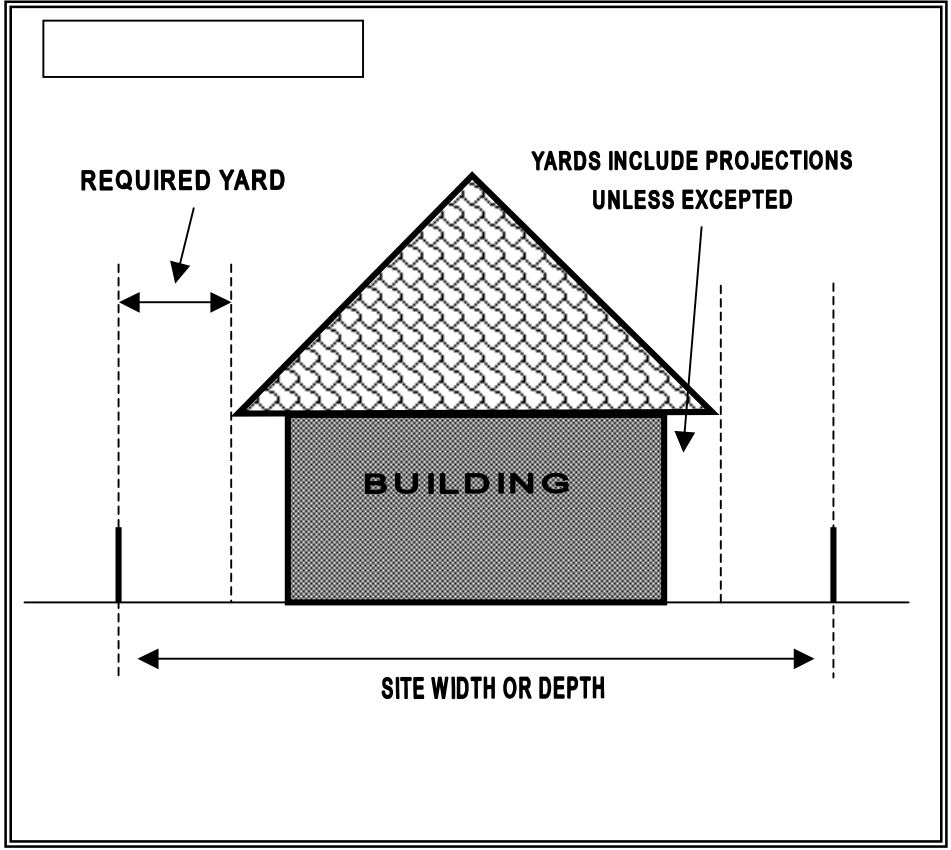 YARDS INCLUDE PROJECTIONS
UNLESS EXCEPTED
REQUIRED YARD
BUILDING
SITE WIDTH OR DEPTH